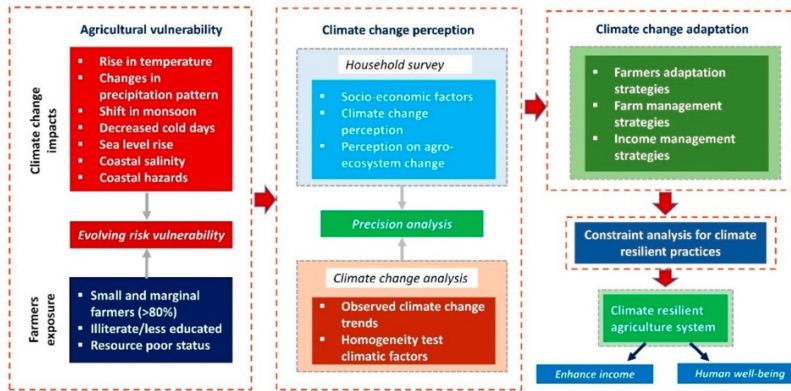 Agricultural vulnerability
Climate change
impacts
▪ Rise in temperature
▪ Changes in
precipitation pattern
▪ Shift in monsoon
▪ Decreased cold days
▪ Sea level rise
▪ Coastal salinity
▪ Coastal hazards
Evolving risk vulnerability
Farmers
exposure
▪ Small and marginal
farmers (>80%)
▪ Illiterate/less educated
▪ Resource poor status
Climate change perception
Household survey
▪ Socio-economic factors
▪ Climate change
perception
▪ Perception on agro-
ecosystem change
Precision analysis
Climate change analysis
▪ Observed climate change
trends
▪ Homogeneity test
climatic factors
Climate change adaptation
▪ Farmers adaptation
strategies
▪ Farm management
strategies
▪ Income management
strategies
Constraint analysis for climate
resilient practices
Climate resilient
agriculture system
Enhance income
Human well-being